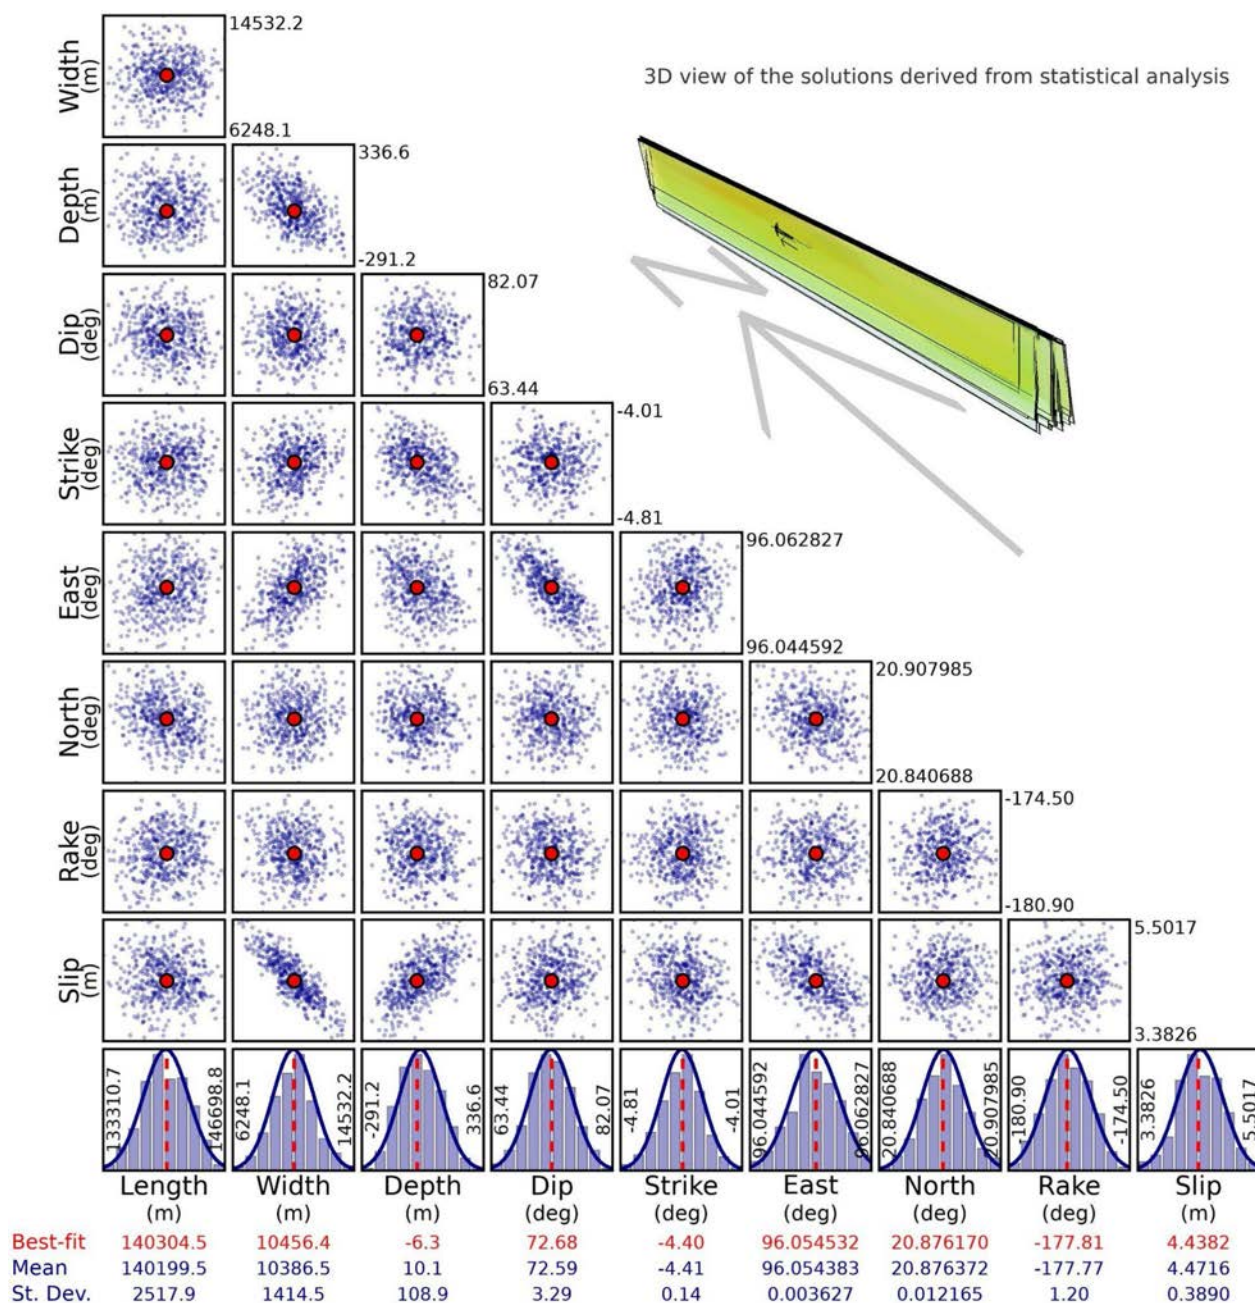 14532.2
Width
(m)
6248.1
3D view of the solutions derived from statistical analysis
336.6
Depth
(m)
-291.2
82.07
Dip
(deg)
63.44
-4.01
Strike
(deg)
-4.81
96.062827
East
(deg)
96.044592
20.907985
North
(deg)
20.840688
-174.50
Rake
(deg)
-180.90
5.5017
Slip
(m)
3.3826
133310.7 146698.8 6248.1 14532.2 -291.2 336.6 63.44 82.07 -4.81 -4.01 96.044592 96.062827 20.840688 20.907985 -180.90 -174.50 3.3826 5.5017
Length Width Depth Dip Strike East North Rake Slip
(m) (m) (m) (deg) (deg) (deg) (deg) (deg) (m)
Best-fit 140304.5 10456.4 -6.3 72.68 -4.40 96.054532 20.876170 -177.81 4.4382
Mean 140199.5 10386.5 10.1 72.59 -4.41 96.054383 20.876372 -177.77 4.4716
St. Dev. 2517.9 1414.5 108.9 3.29 0.14 0.003627 0.012165 1.20 0.3890